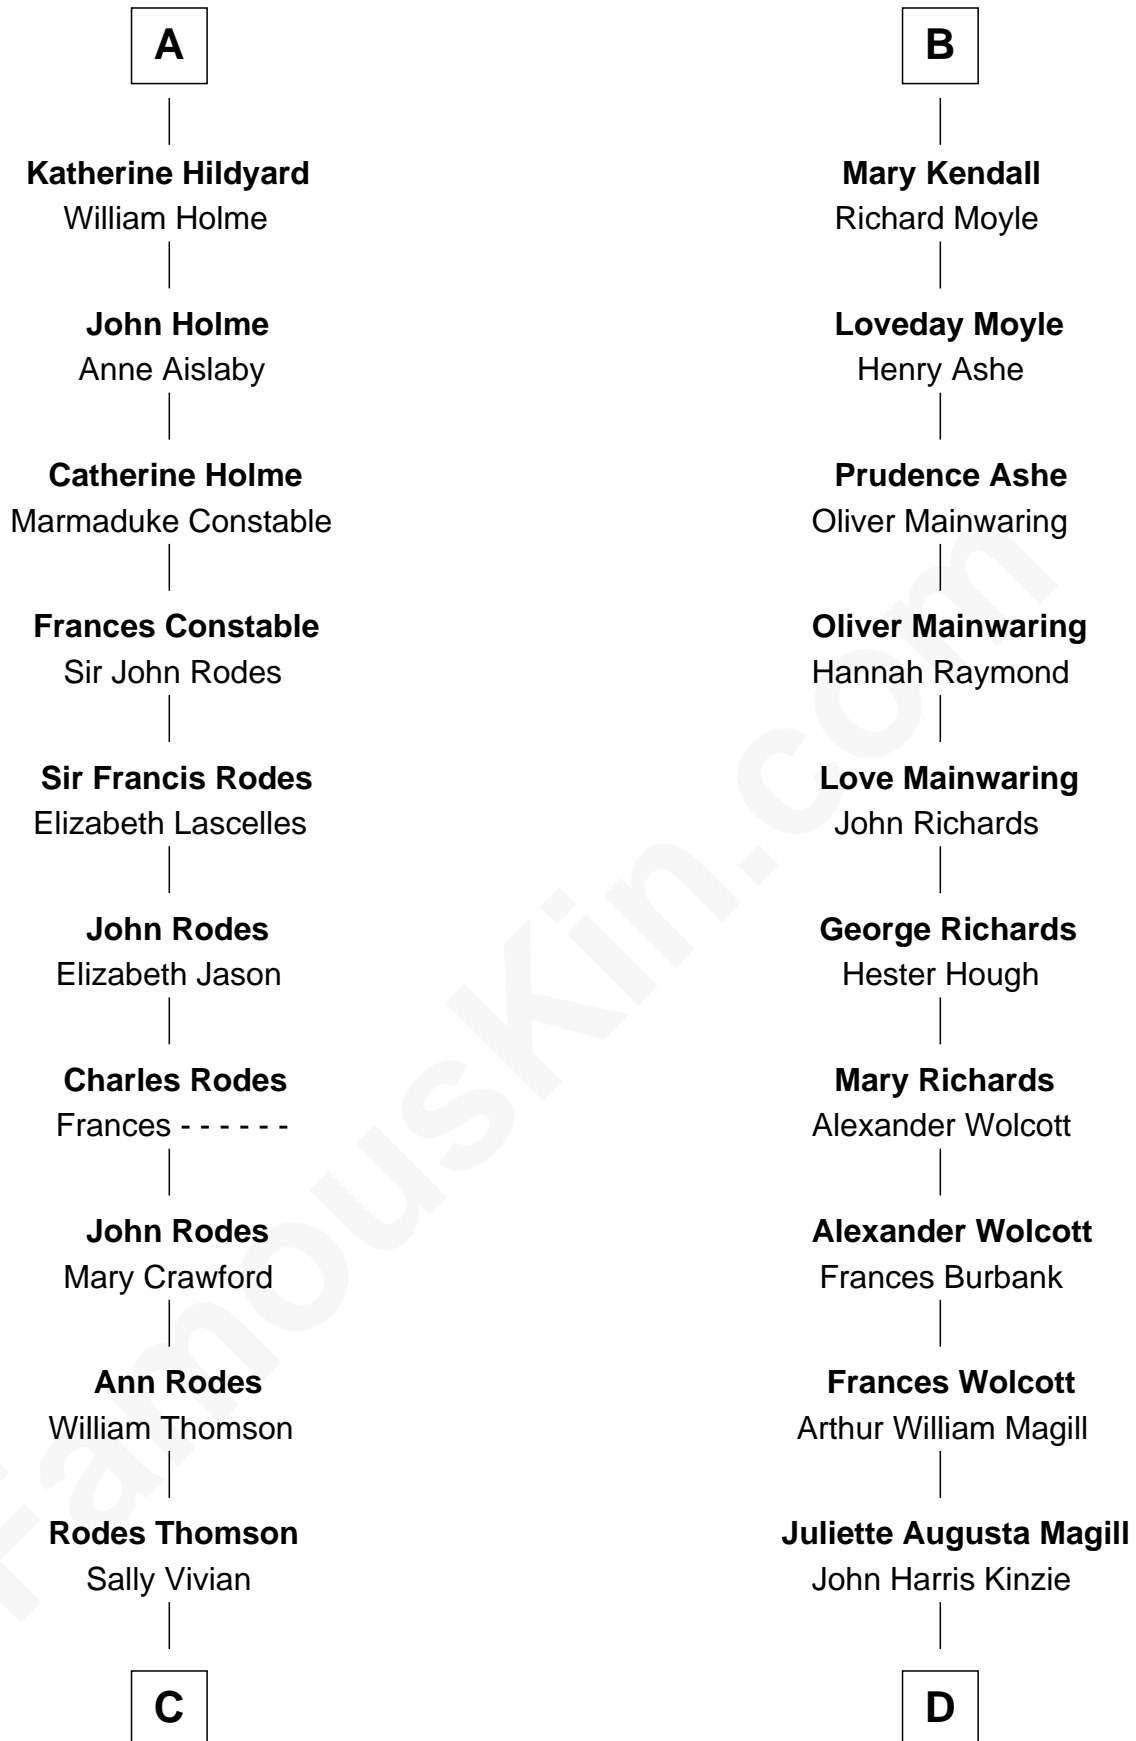 A
Katherine Hildyard
William Holme
John Holme
Anne Aislaby
Catherine Holme
Marmaduke Constable
Frances Constable
Sir John Rodes
Sir Francis Rodes
Elizabeth Lascelles
John Rodes
Elizabeth Jason
Charles Rodes
Frances - - - - - -
John Rodes
Mary Crawford
Ann Rodes
William Thomson
Rodes Thomson
Sally Vivian
C
B
Mary Kendall
Richard Moyle
Loveday Moyle
Henry Ashe
Prudence Ashe
Oliver Mainwaring
Oliver Mainwaring
Hannah Raymond
Love Mainwaring
John Richards
George Richards
Hester Hough
Mary Richards
Alexander Wolcott
Alexander Wolcott
Frances Burbank
Frances Wolcott
Arthur William Magill
Juliette Augusta Magill
John Harris Kinzie
D
FamousKin.com